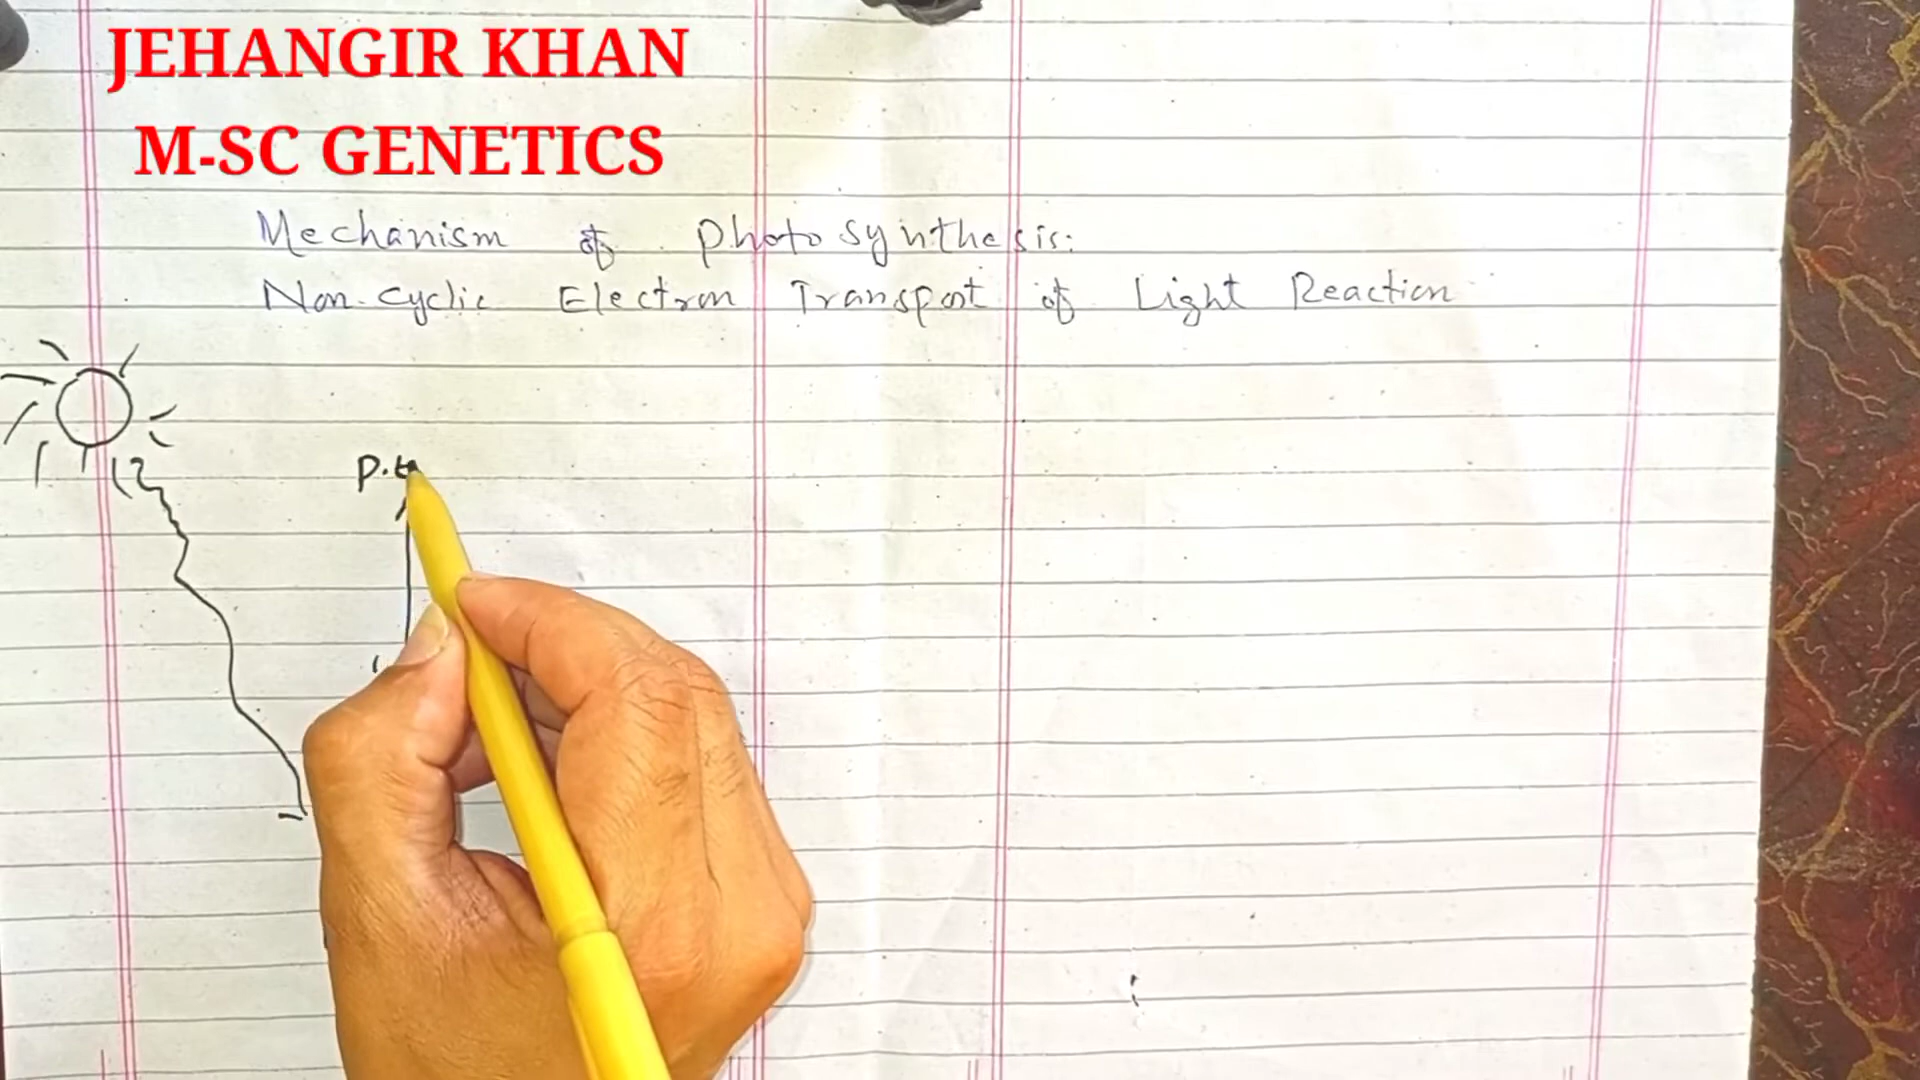 JEHANGIR KHAN
M-SC GENETICS
Mechanism of Photosynthesis:
Non-Cyclic Electron Transport of Light Reaction
P.